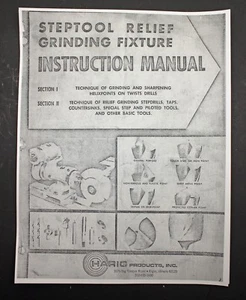 STEPTOOL RELIEF
GRINDING FIXTURE
INSTRUCTION MANUAL
SECTION I TECHNIQUE OF GRINDING AND SHARPENING
HELIXPOINTS ON TWISTS DRILLS
SECTION II TECHNIQUE OF RELIEF GRINDING STEPDRILLS, TAPS,
COUNTERSINKS, SPECIAL STEP AND PILOTED TOOLS,
AND OTHER BASIC TOOLS.
HARIG PRODUCTS, INC.